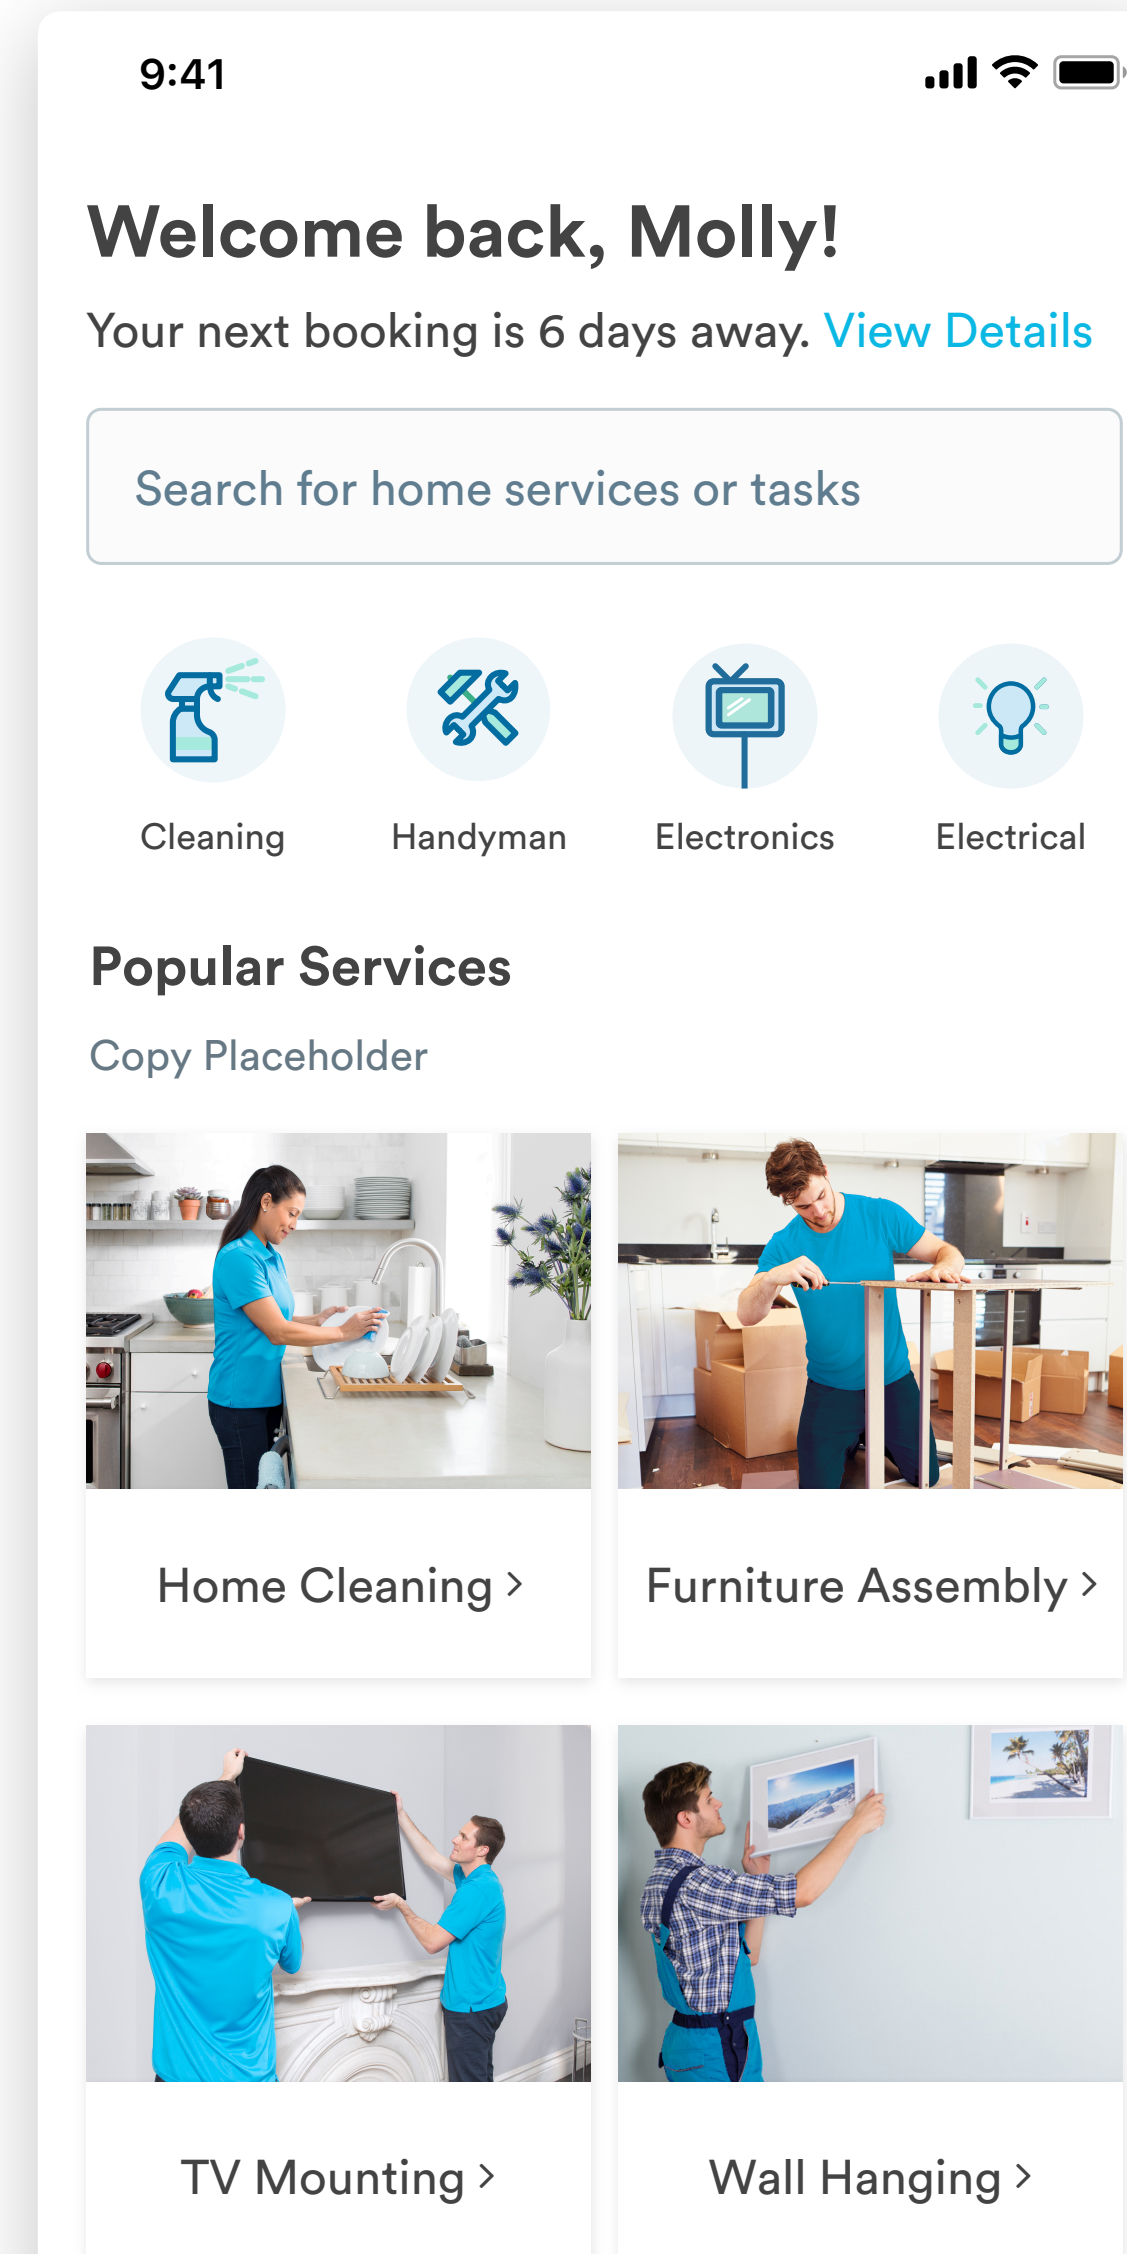 9:41
Welcome back, Molly!
Your next booking is 6 days away. View Details
Search for home services or tasks
Cleaning Handyman Electronics Electrical
Popular Services
Copy Placeholder
Home Cleaning >
Furniture Assembly >
TV Mounting >
Wall Hanging >